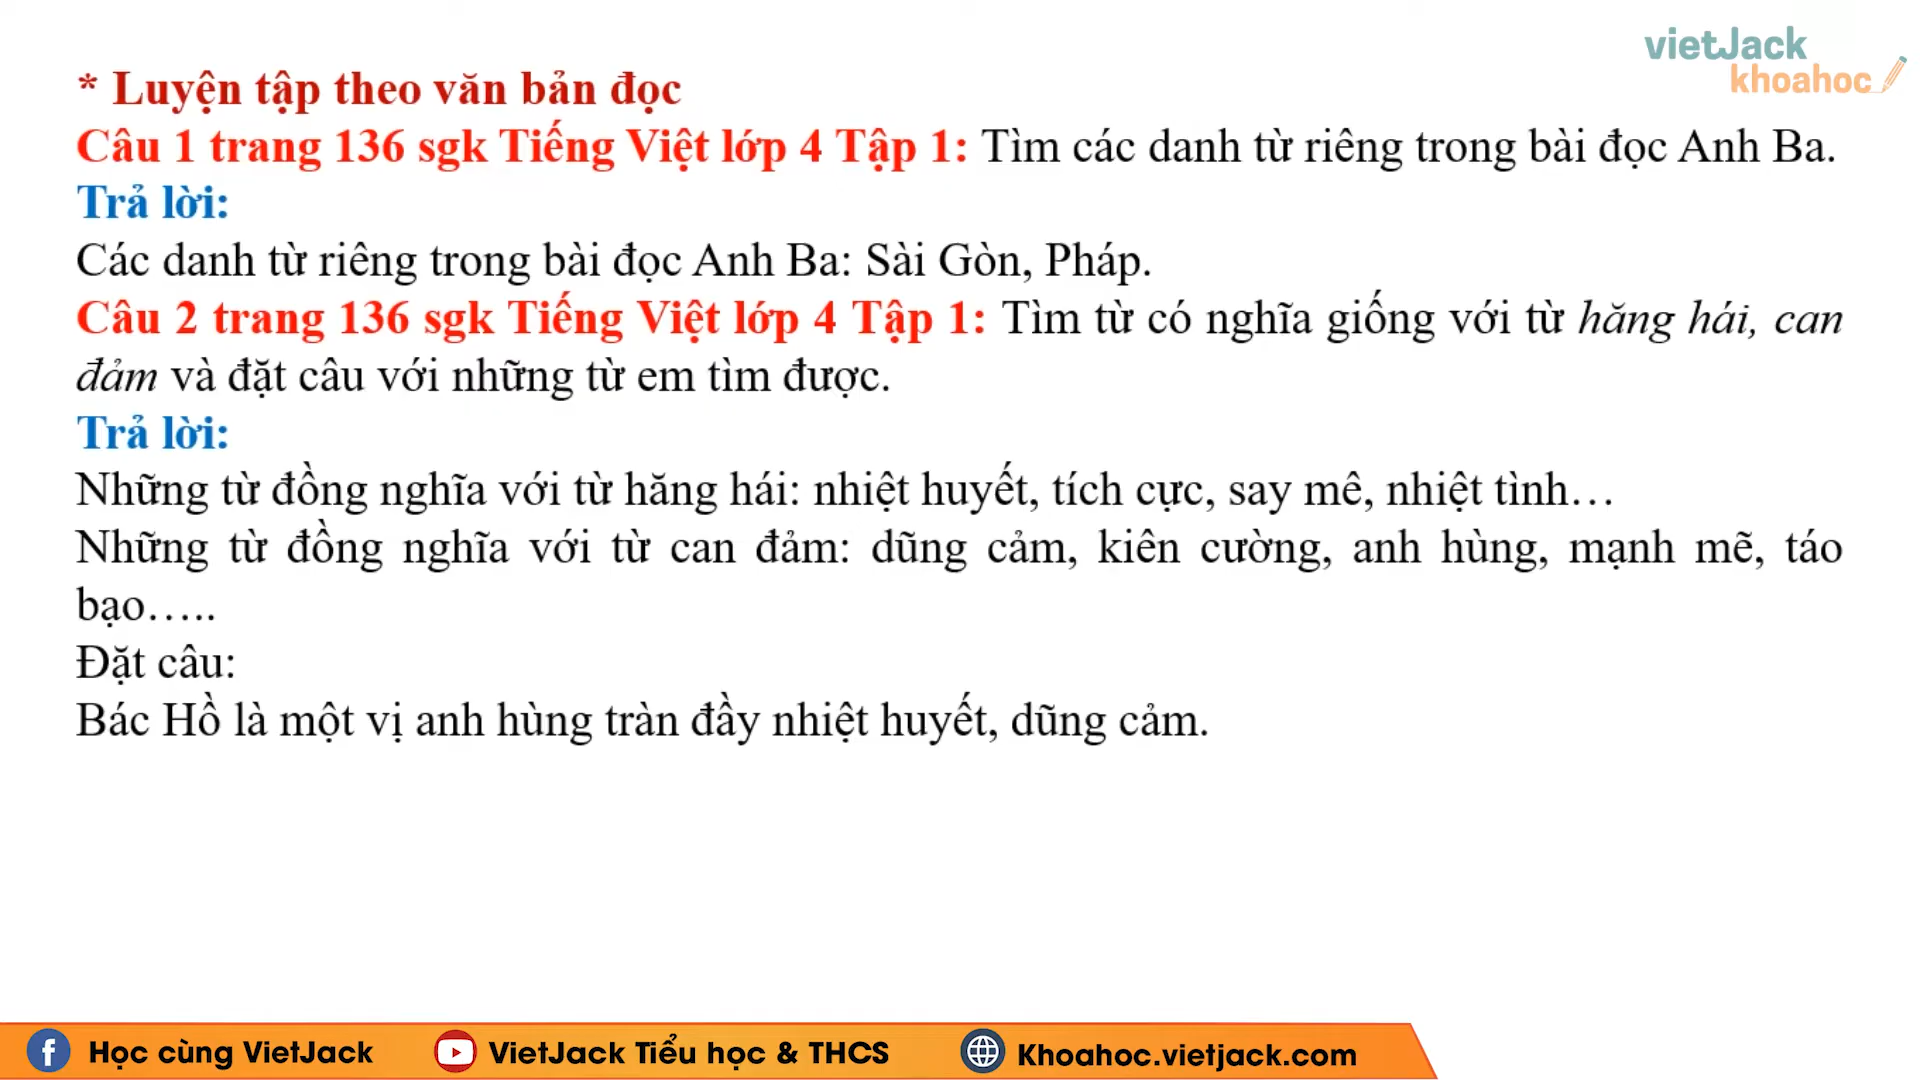 vietJack
khoahoc
* Luyện tập theo văn bản đọc
Câu 1 trang 136 sgk Tiếng Việt lớp 4 Tập 1: Tìm các danh từ riêng trong bài đọc Anh Ba.
Trả lời:
Các danh từ riêng trong bài đọc Anh Ba: Sài Gòn, Pháp.
Câu 2 trang 136 sgk Tiếng Việt lớp 4 Tập 1: Tìm từ có nghĩa giống với từ hăng hái, can
đảm và đặt câu với những từ em tìm được.
Trả lời:
Những từ đồng nghĩa với từ hăng hái: nhiệt huyết, tích cực, say mê, nhiệt tình…
Những từ đồng nghĩa với từ can đảm: dũng cảm, kiên cường, anh hùng, mạnh mẽ, táo
bạo…..
Đặt câu:
Bác Hồ là một vị anh hùng tràn đầy nhiệt huyết, dũng cảm.
Học cùng VietJack
VietJack Tiểu học & THCS
Khoahoc.vietjack.com